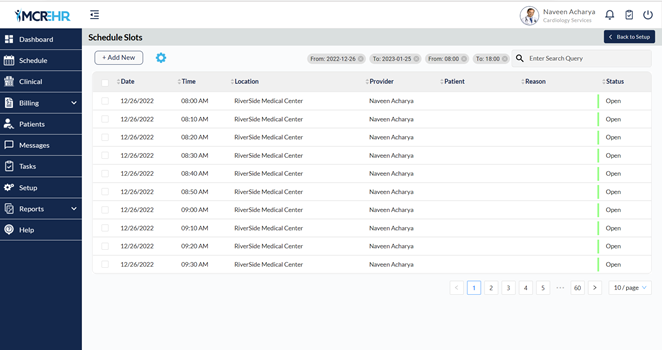 MCREHR
Naveen Acharya
Cardiology Services
Dashboard
Schedule
Clinical
Billing
Patients
Messages
Tasks
Setup
Reports
Help
Schedule Slots
Back to Setup
+ Add New
From: 2022-12-26 To: 2023-01-25 From: 08:00 To: 18:00 Enter Search Query
Date Time Location Provider Patient Reason Status
12/26/2022 08:00 AM RiverSide Medical Center Naveen Acharya Open
12/26/2022 08:10 AM RiverSide Medical Center Naveen Acharya Open
12/26/2022 08:20 AM RiverSide Medical Center Naveen Acharya Open
12/26/2022 08:30 AM RiverSide Medical Center Naveen Acharya Open
12/26/2022 08:40 AM RiverSide Medical Center Naveen Acharya Open
12/26/2022 08:50 AM RiverSide Medical Center Naveen Acharya Open
12/26/2022 09:00 AM RiverSide Medical Center Naveen Acharya Open
12/26/2022 09:10 AM RiverSide Medical Center Naveen Acharya Open
12/26/2022 09:20 AM RiverSide Medical Center Naveen Acharya Open
12/26/2022 09:30 AM RiverSide Medical Center Naveen Acharya Open
< 1 2 3 4 5 ••• 60 > 10 / page